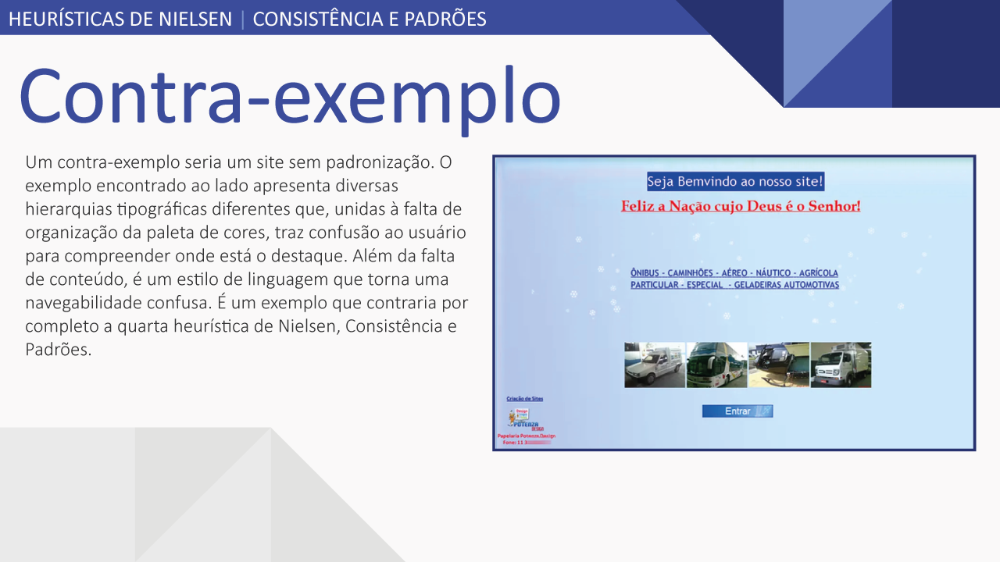 HEURÍSTICAS DE NIELSEN | CONSISTÊNCIA E PADRÕES
Contra-exemplo
Um contra-exemplo seria um site sem padronização. O
exemplo encontrado ao lado apresenta diversas
hierarquias tipográficas diferentes que, unidas à falta de
organização da paleta de cores, traz confusão ao usuário
para compreender onde está o destaque. Além da falta
de conteúdo, é um estilo de linguagem que torna uma
navegabilidade confusa. É um exemplo que contraria por
completo a quarta heurística de Nielsen, Consistência e
Padrões.
Seja Bemvindo ao nosso site!
Feliz a Nação cujo Deus é o Senhor!
ÔNIBUS - CAMINHÕES - AÉREO - NÁUTICO - AGRÍCOLA
PARTICULAR - ESPECIAL - GELADEIRAS AUTOMOTIVAS
Entrar
Criação de Sites
POTENZA
DESIGN
Papelaria Potenza Design
Fone: 11 3